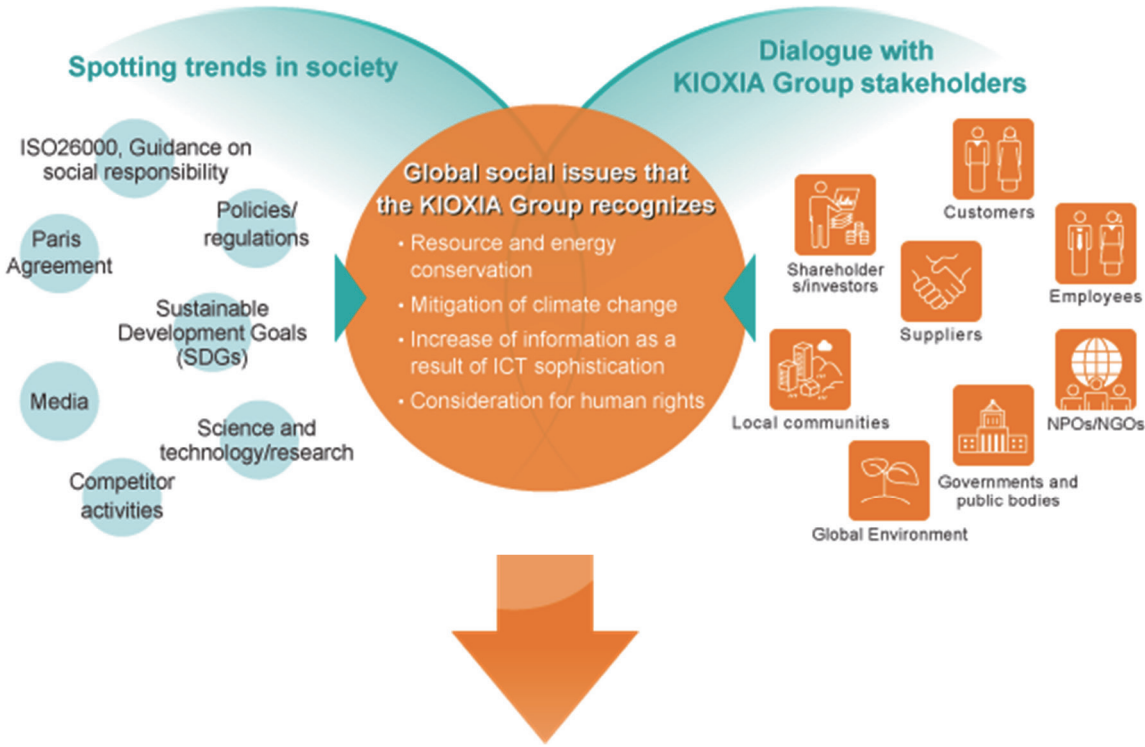 Spotting trends in society
ISO26000, Guidance on
social responsibility
Policies/
regulations
Paris
Agreement
Sustainable
Development Goals
(SDGs)
Media
Science and
technology/research
Competitor
activities
Global social issues that
the KIOXIA Group recognizes
・Resource and energy
conservation
・Mitigation of climate change
・Increase of information as a
result of ICT sophistication
・Consideration for human rights
Dialogue with
KIOXIA Group stakeholders
Customers
Shareholder
s/investors
Employees
Suppliers
Local communities
NPOs/NGOs
Governments and
public bodies
Global Environment